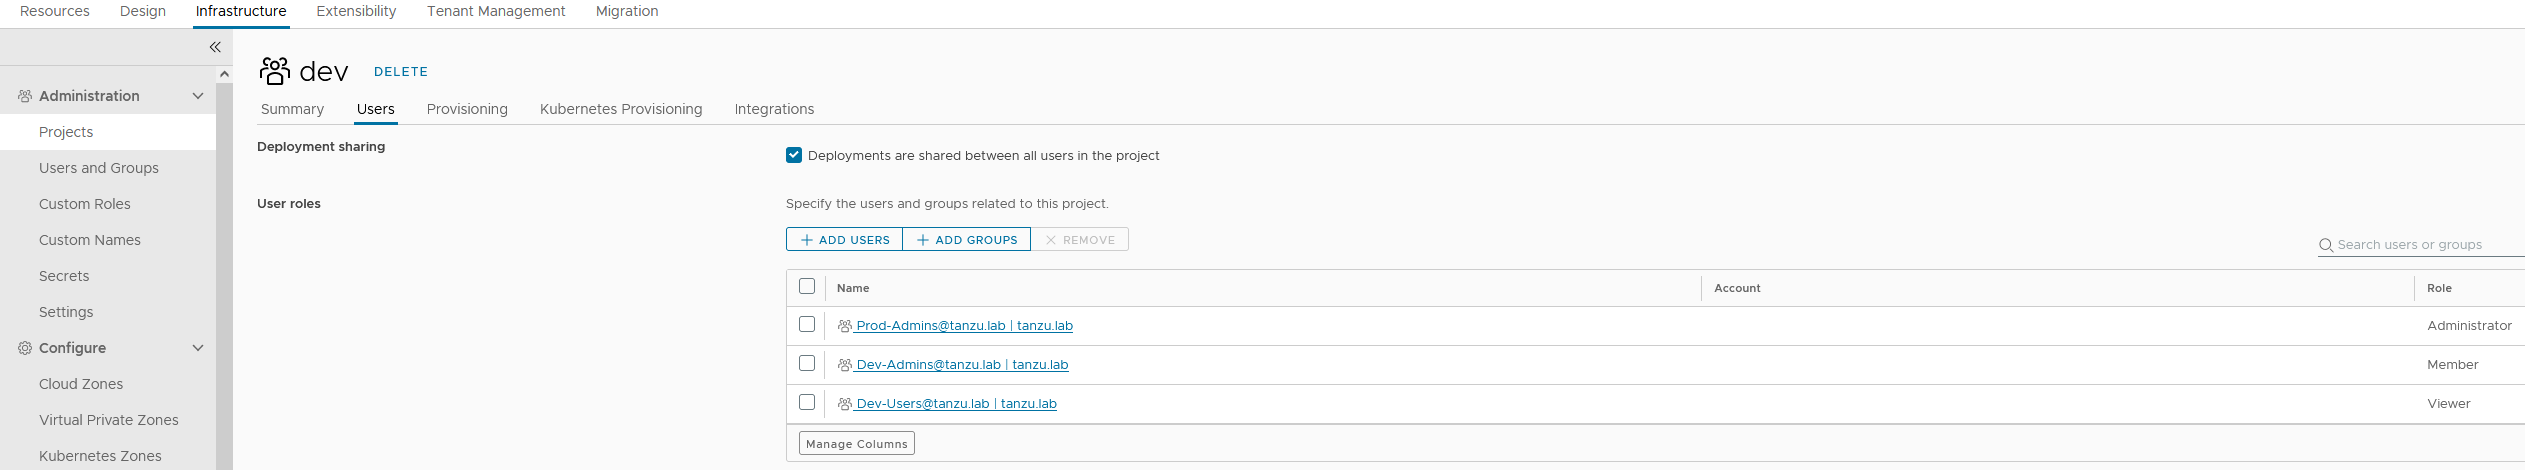 Resources Design Infrastructure Extensibility Tenant Management Migration
dev DELETE
Summary Users Provisioning Kubernetes Provisioning Integrations
Administration
Projects
Users and Groups
Custom Roles
Custom Names
Secrets
Settings
Configure
Cloud Zones
Virtual Private Zones
Kubernetes Zones
Deployment sharing
Deployments are shared between all users in the project
User roles
Specify the users and groups related to this project.
ADD USERS ADD GROUPS REMOVE
Search users or groups
Name Account Role
Prod-Admins@tanzu.lab | tanzu.lab Administrator
Dev-Admins@tanzu.lab | tanzu.lab Member
Dev-Users@tanzu.lab | tanzu.lab Viewer
Manage Columns